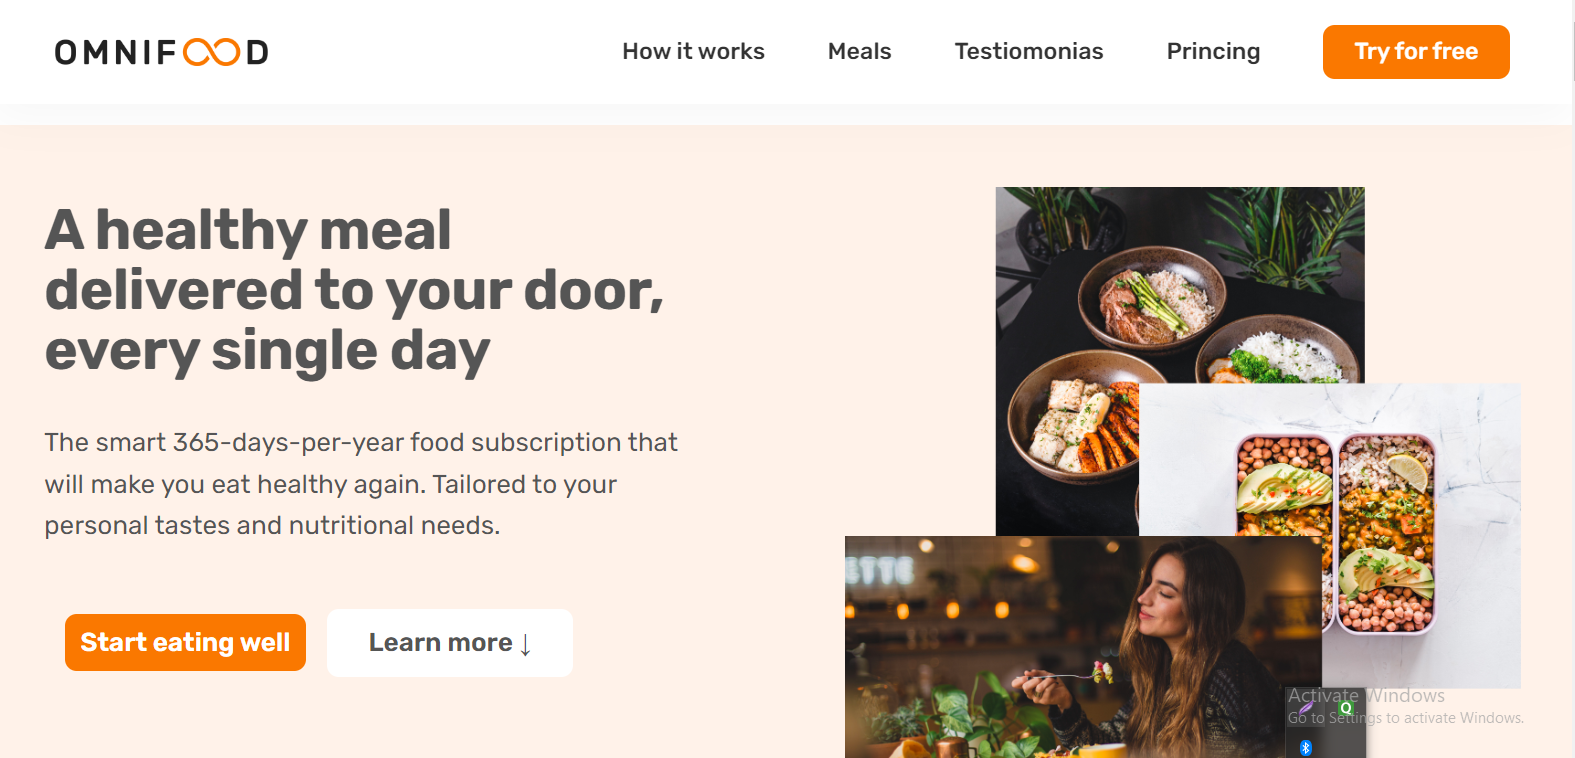 OMNIFOOD
How it works
Meals
Testiomonias
Princing
Try for free
A healthy meal
delivered to your door,
every single day
The smart 365-days-per-year food subscription that
will make you eat healthy again. Tailored to your
personal tastes and nutritional needs.
Start eating well
Learn more ↓
ETTE
Activate Windows
Go to Settings to activate Windows.
Q